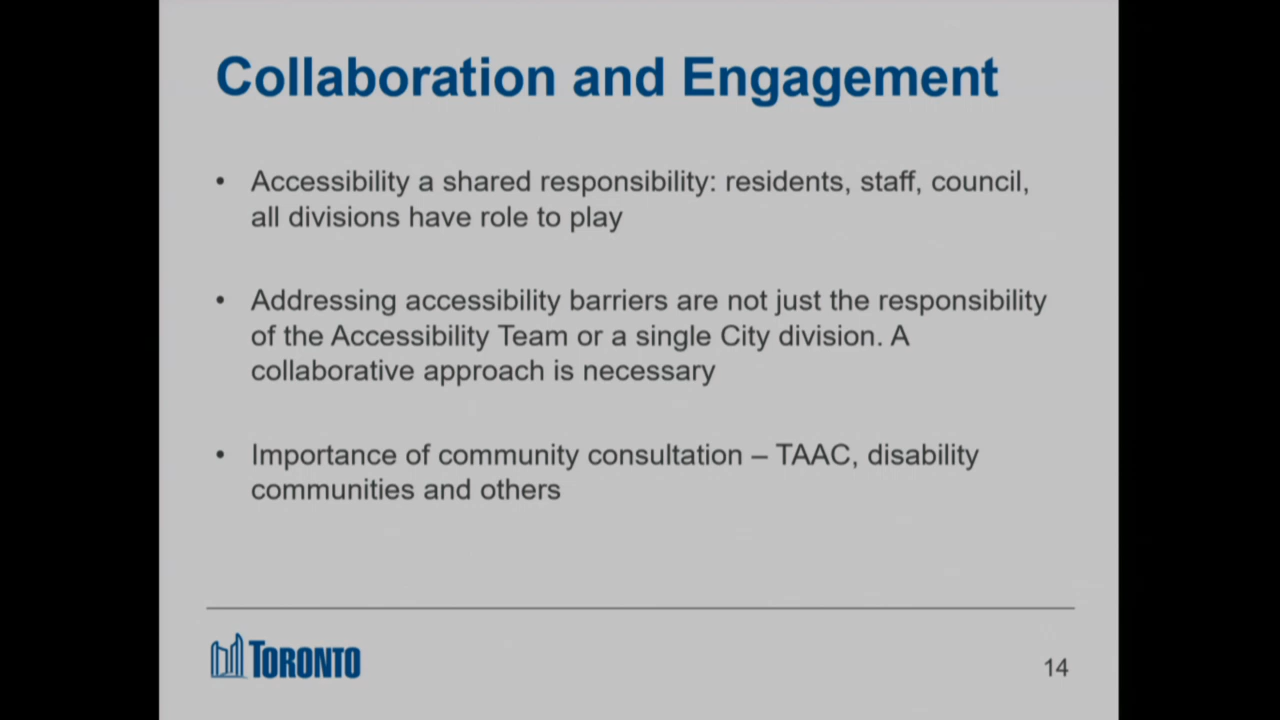 Collaboration and Engagement
• Accessibility a shared responsibility: residents, staff, council,
all divisions have role to play
• Addressing accessibility barriers are not just the responsibility
of the Accessibility Team or a single City division. A
collaborative approach is necessary
• Importance of community consultation – TAAC, disability
communities and others
TORONTO
14